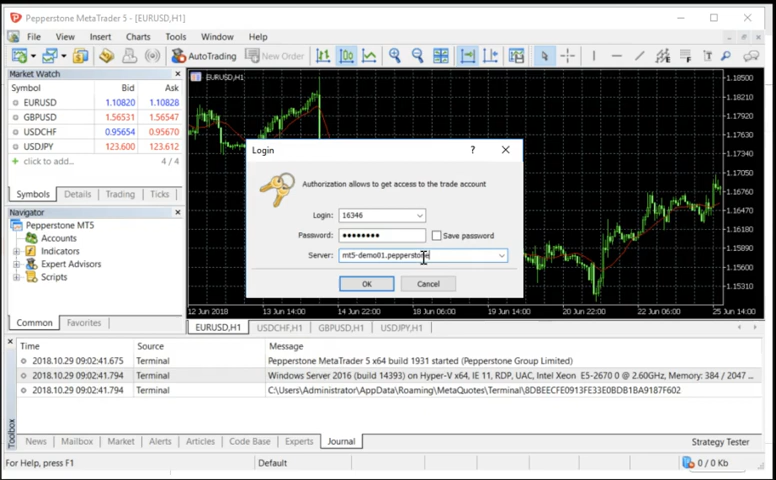 Pepperstone MetaTrader 5 - [EURUSD,H1]
File View Insert Charts Tools Window Help
AutoTrading New Order
Market Watch
Symbol Bid Ask
EURUSD 1.10820 1.10828
GBPUSD 1.56531 1.56547
USDCHF 0.95654 0.95670
USDJPY 123.600 123.612
click to add... 4 / 4
Symbols Details Trading Ticks
Navigator
Pepperstone MT5
Accounts
Indicators
Expert Advisors
Scripts
Common Favorites
EURUSD,H1
1.18500
1.18210
1.17920
1.17630
1.17340
1.17050
1.16760
1.16470
1.16180
1.15890
1.15600
1.15310
Login
? 
Authorization allows to get access to the trade account
Login: 16346
Password: ●●●●●●●● Save password
Server: mt5-demo01.pepperstone
OK Cancel
12 Jun 2018 13 Jun 14:00 14 Jun 22:00 18 Jun 06:00 19 Jun 14:00 20 Jun 22:00 22 Jun 06:00 25 Jun 14:00
EURUSD,H1 USDCHF,H1 GBPUSD,H1 USDJPY,H1
Time Source Message
2018.10.29 09:02:41.675 Terminal Pepperstone MetaTrader 5 x64 build 1931 started (Pepperstone Group Limited)
2018.10.29 09:02:41.794 Terminal Windows Server 2016 (build 14393) on Hyper-V x64, IE 11, RDP, UAC, Intel Xeon E5-2670 0 @ 2.60GHz, Memory: 384 / 2047 ...
2018.10.29 09:02:41.794 Terminal C:\Users\Administrator\AppData\Roaming\MetaQuotes\Terminal\8DBEECFE0913FE33E0BDB1BA9187F602
Toolbox
News Mailbox Market Alerts Articles Code Base Experts Journal Strategy Tester
For Help, press F1 Default 0 / 0 Kb